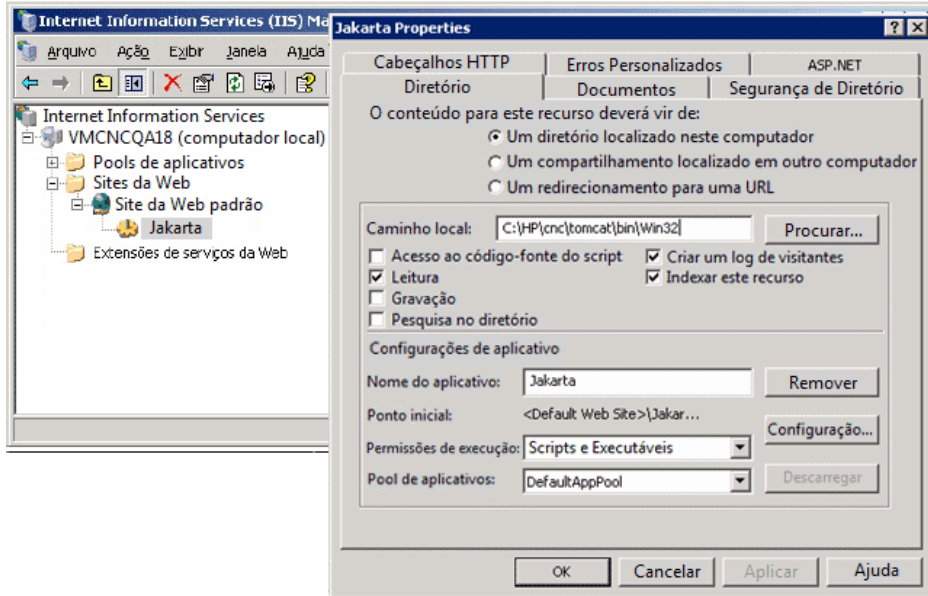 Internet Information Services (IIS) Ma
Arquivo Ação Exibr Janela Ajuda
Internet Information Services
VMCNCQA18 (computador local)
Pools de aplicativos
Sites da Web
Site da Web padrão
Jakarta
Extensões de serviços da Web
Jakarta Properties
Cabeçalhos HTTP Erros Personalizados ASP.NET
Diretório Documentos Segurança de Diretório
O conteúdo para este recurso deverá vir de:
Um diretório localizado neste computador
Um compartilhamento localizado em outro computador
Um redirecionamento para uma URL
Caminho local: C:\HP\cnc\tomcat\bin\Win32 Procurar...
Acesso ao código-fonte do script Criar um log de visitantes
Leitura Indexar este recurso
Gravação
Pesquisa no diretório
Configurações de aplicativo
Nome do aplicativo: Jakarta Remover
Ponto inicial: <Default Web Site>\Jakar...
Configuração...
Permissões de execução: Scripts e Executáveis
Pool de aplicativos: DefaultAppPool Descarregar
OK Cancelar Aplicar Ajuda